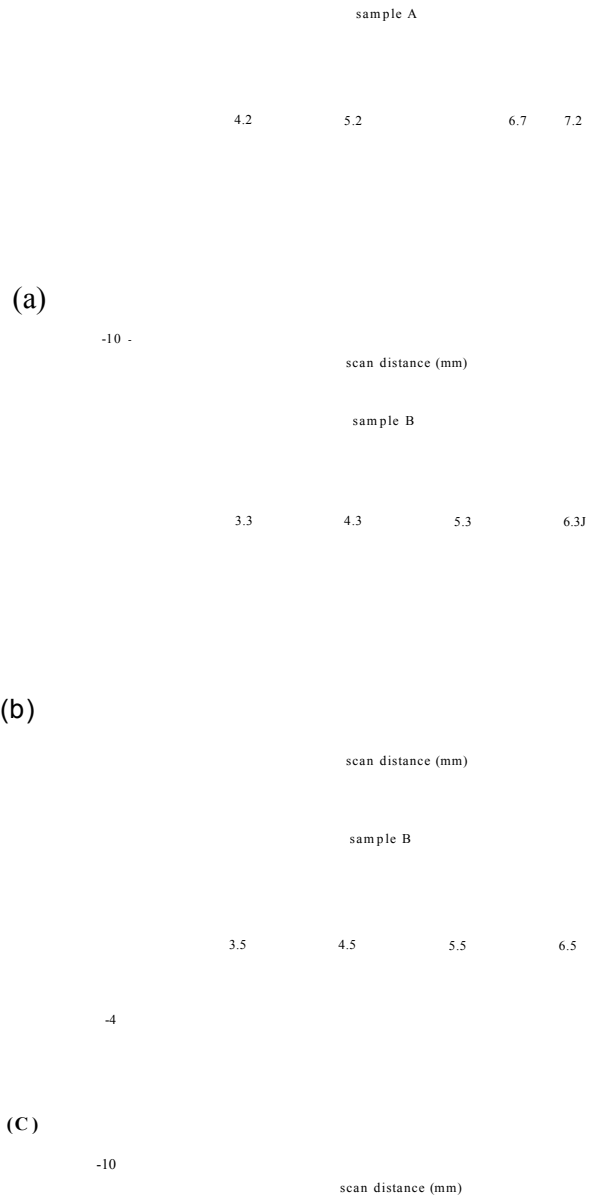 sample A
4.2 5.2 6.7 7.2
(a)
-10 -
scan distance (mm)
sample B
3.3 4.3 5.3 6.3J
(b)
scan distance (mm)
sample B
3.5 4.5 5.5 6.5
-4
(C)
-10
scan distance (mm)